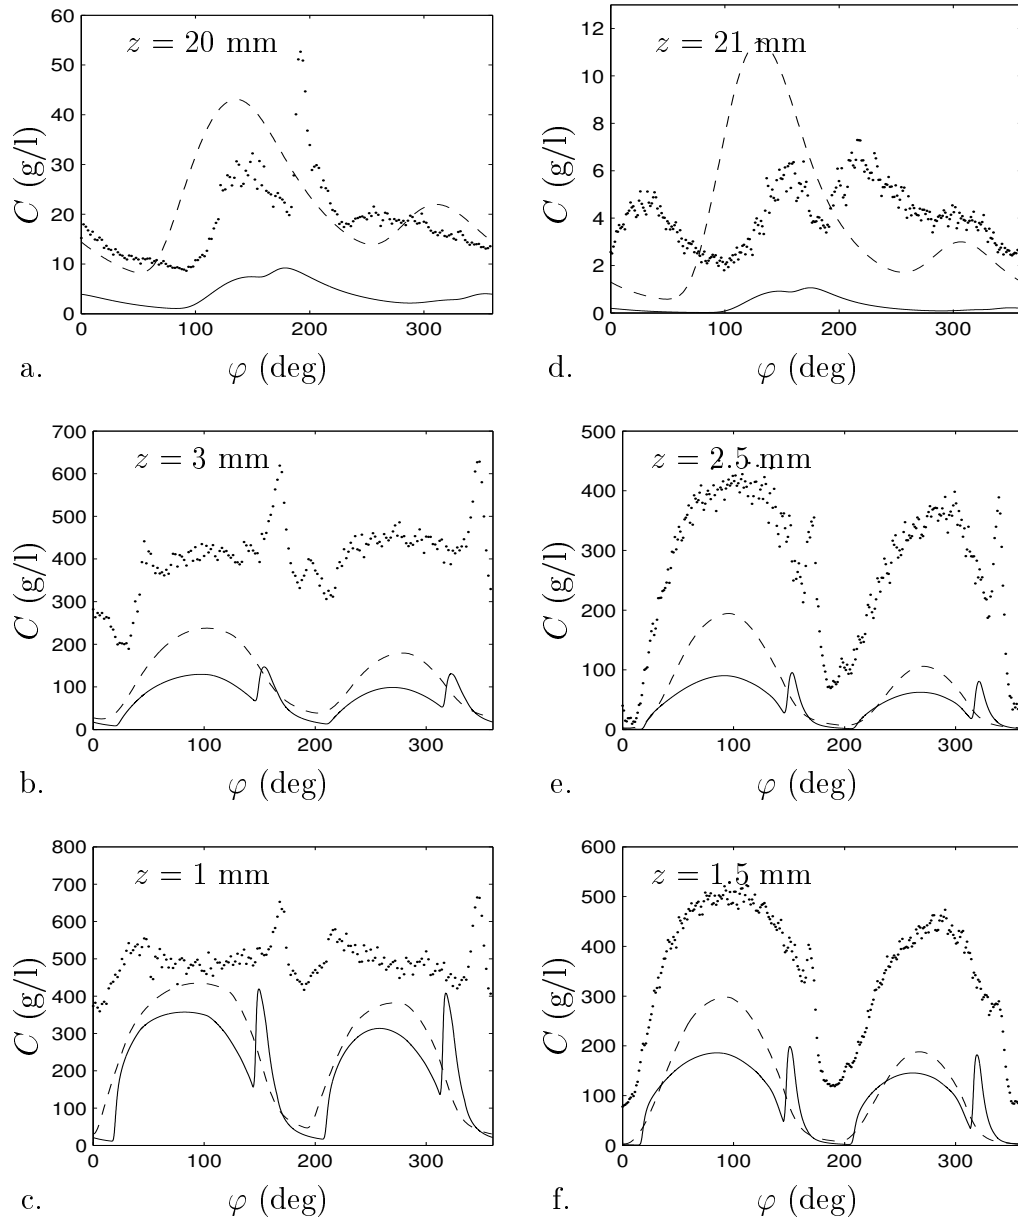 60
50
40
30
20
10
0
0
100
200
300
z = 20 mm
C (g/l)
φ (deg)
a.
12
10
8
6
4
2
0
0
100
200
300
z = 21 mm
C (g/l)
φ (deg)
d.
700
600
500
400
300
200
100
0
0
100
200
300
z = 3 mm
C (g/l)
φ (deg)
b.
500
400
300
200
100
0
0
100
200
300
z = 2.5 mm
C (g/l)
φ (deg)
e.
800
700
600
500
400
300
200
100
0
0
100
200
300
z = 1 mm
C (g/l)
φ (deg)
c.
600
500
400
300
200
100
0
0
100
200
300
z = 1.5 mm
C (g/l)
φ (deg)
f.